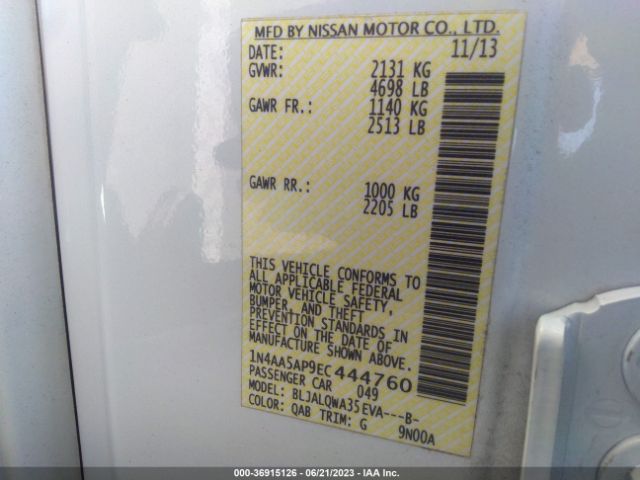 MFD BY NISSAN MOTOR CO., LTD.
DATE: 11/13
GVWR: 2131 KG
4698 LB
GAWR FR.: 1140 KG
2513 LB
GAWR RR.: 1000 KG
2205 LB
THIS VEHICLE CONFORMS TO
ALL APPLICABLE FEDERAL
MOTOR VEHICLE SAFETY,
BUMPER, AND THEFT
PREVENTION STANDARDS IN
EFFECT ON THE DATE OF
MANUFACTURE SHOWN ABOVE.
1N4AA5AP9EC444760
PASSENGER CAR 049
MODEL: BLJALQWA35EVA---B-
COLOR: QAB TRIM: G 9N00A
000-36915126 - 06/21/2023 - IAA Inc.